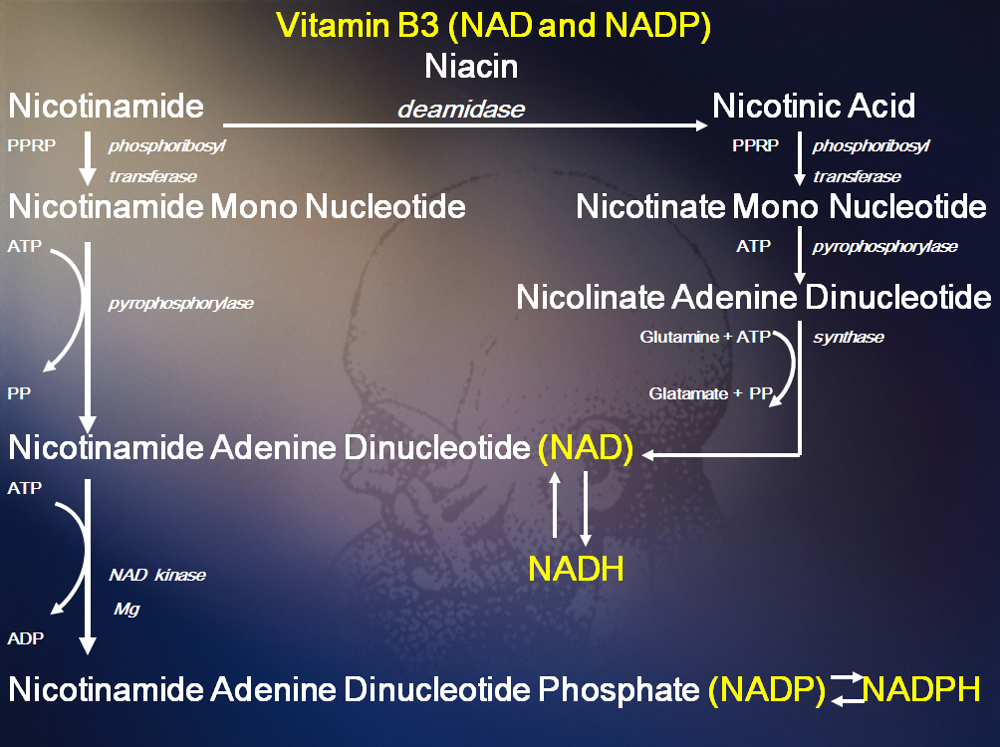 Vitamin B3 (NAD and NADP)
Niacin
Nicotinamide
deamidase
Nicotinic Acid
PPRP
phosphoribosyl
transferase
PPRP
phosphoribosyl
transferase
Nicotinamide Mono Nucleotide
Nicotinate Mono Nucleotide
ATP
ATP
pyrophosphorylase
pyrophosphorylase
Nicolinate Adenine Dinucleotide
Glutamine + ATP
synthase
PP
Glatamate + PP
Nicotinamide Adenine Dinucleotide (NAD)
ATP
NADH
NAD kinase
Mg
ADP
Nicotinamide Adenine Dinucleotide Phosphate (NADP)
NADPH